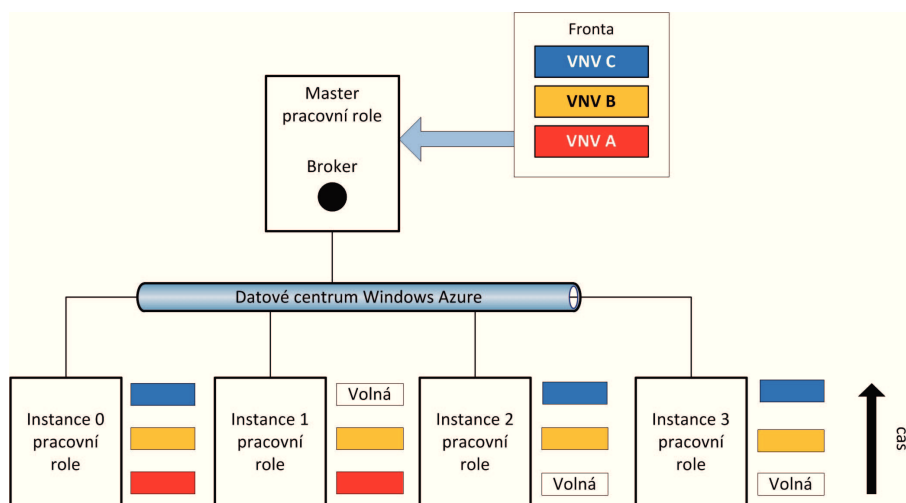 Fronta
VNV C
VNV B
VNV A
Master
pracovní role
Broker
Datové centrum Windows Azure
Instance 0
pracovní
role
Volná
Instance 1
pracovní
role
Instance 2
pracovní
role
Volná
Instance 3
pracovní
role
Volná
čas